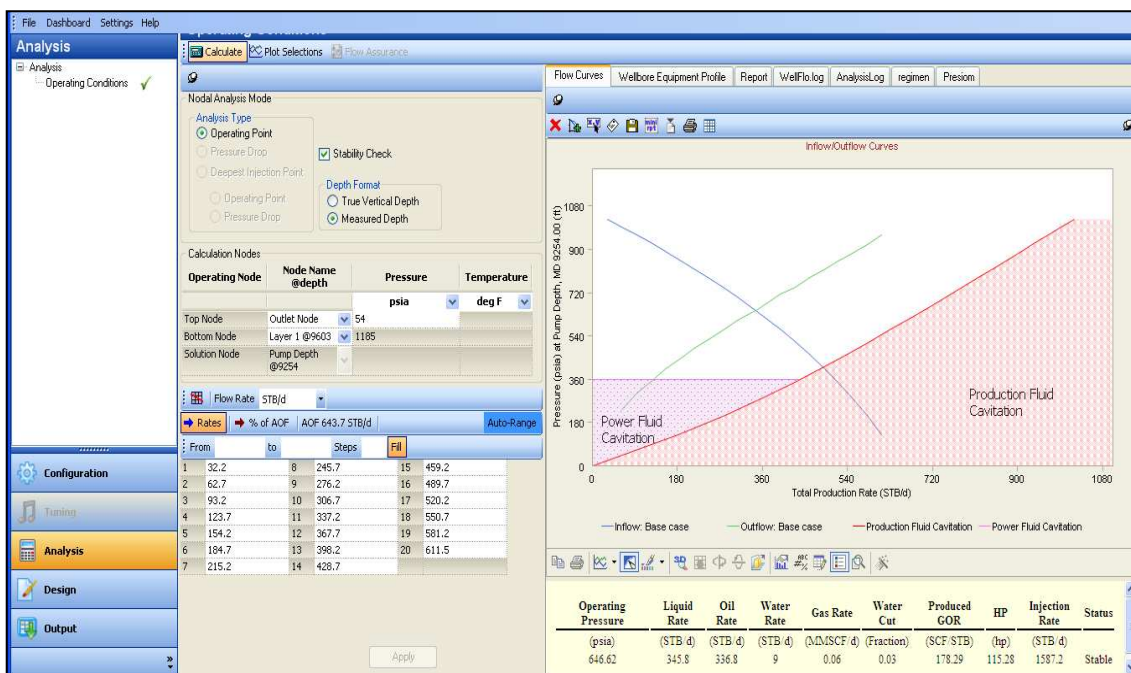 File Dashboard Settings Help
Analysis
Analysis
Operating Conditions
Operating Conditions
Calculate Plot Selections Flow Assurance
Nodal Analysis Mode
Analysis Type
Operating Point
Pressure Drop
Deepest Injection Point
Operating Point
Pressure Drop
Stability Check
Depth Format
True Vertical Depth
Measured Depth
Calculation Nodes
Operating Node Node Name @depth Pressure Temperature
psia deg F
Top Node Outlet Node 54
Bottom Node Layer 1 @9603 1185
Solution Node Pump Depth @9254
Flow Rate STB/d
Rates % of AOF AOF 643.7 STB/d Auto-Range
From to Steps Fill
1 32.2 8 245.7 15 459.2
2 62.7 9 276.2 16 489.7
3 93.2 10 306.7 17 520.2
4 123.7 11 337.2 18 550.7
5 154.2 12 367.7 19 581.2
6 184.7 13 398.2 20 611.5
7 215.2 14 428.7
Apply
Configuration
Tuning
Analysis
Design
Output
Flow Curves Wellbore Equipment Profile Report WellFlo.log AnalysisLog regimen Presiom
Inflow/Outflow Curves
Pressure (psia) at Pump Depth, MD 9254.00 (ft)
1080
900
720
540
360
180
0
Power Fluid
Cavitation
Production Fluid
Cavitation
0 180 360 540 720 900 1080
Total Production Rate (STB/d)
Inflow: Base case Outflow: Base case Production Fluid Cavitation Power Fluid Cavitation
Operating Pressure Liquid Rate Oil Rate Water Rate Gas Rate Water Cut Produced GOR HP Injection Rate Status
(psia) (STB/d) (STB/d) (STB/d) (MMSCF/d) (Fraction) (SCF/STB) (hp) (STB/d)
646.62 345.8 336.8 9 0.06 0.03 178.29 115.28 1587.2 Stable